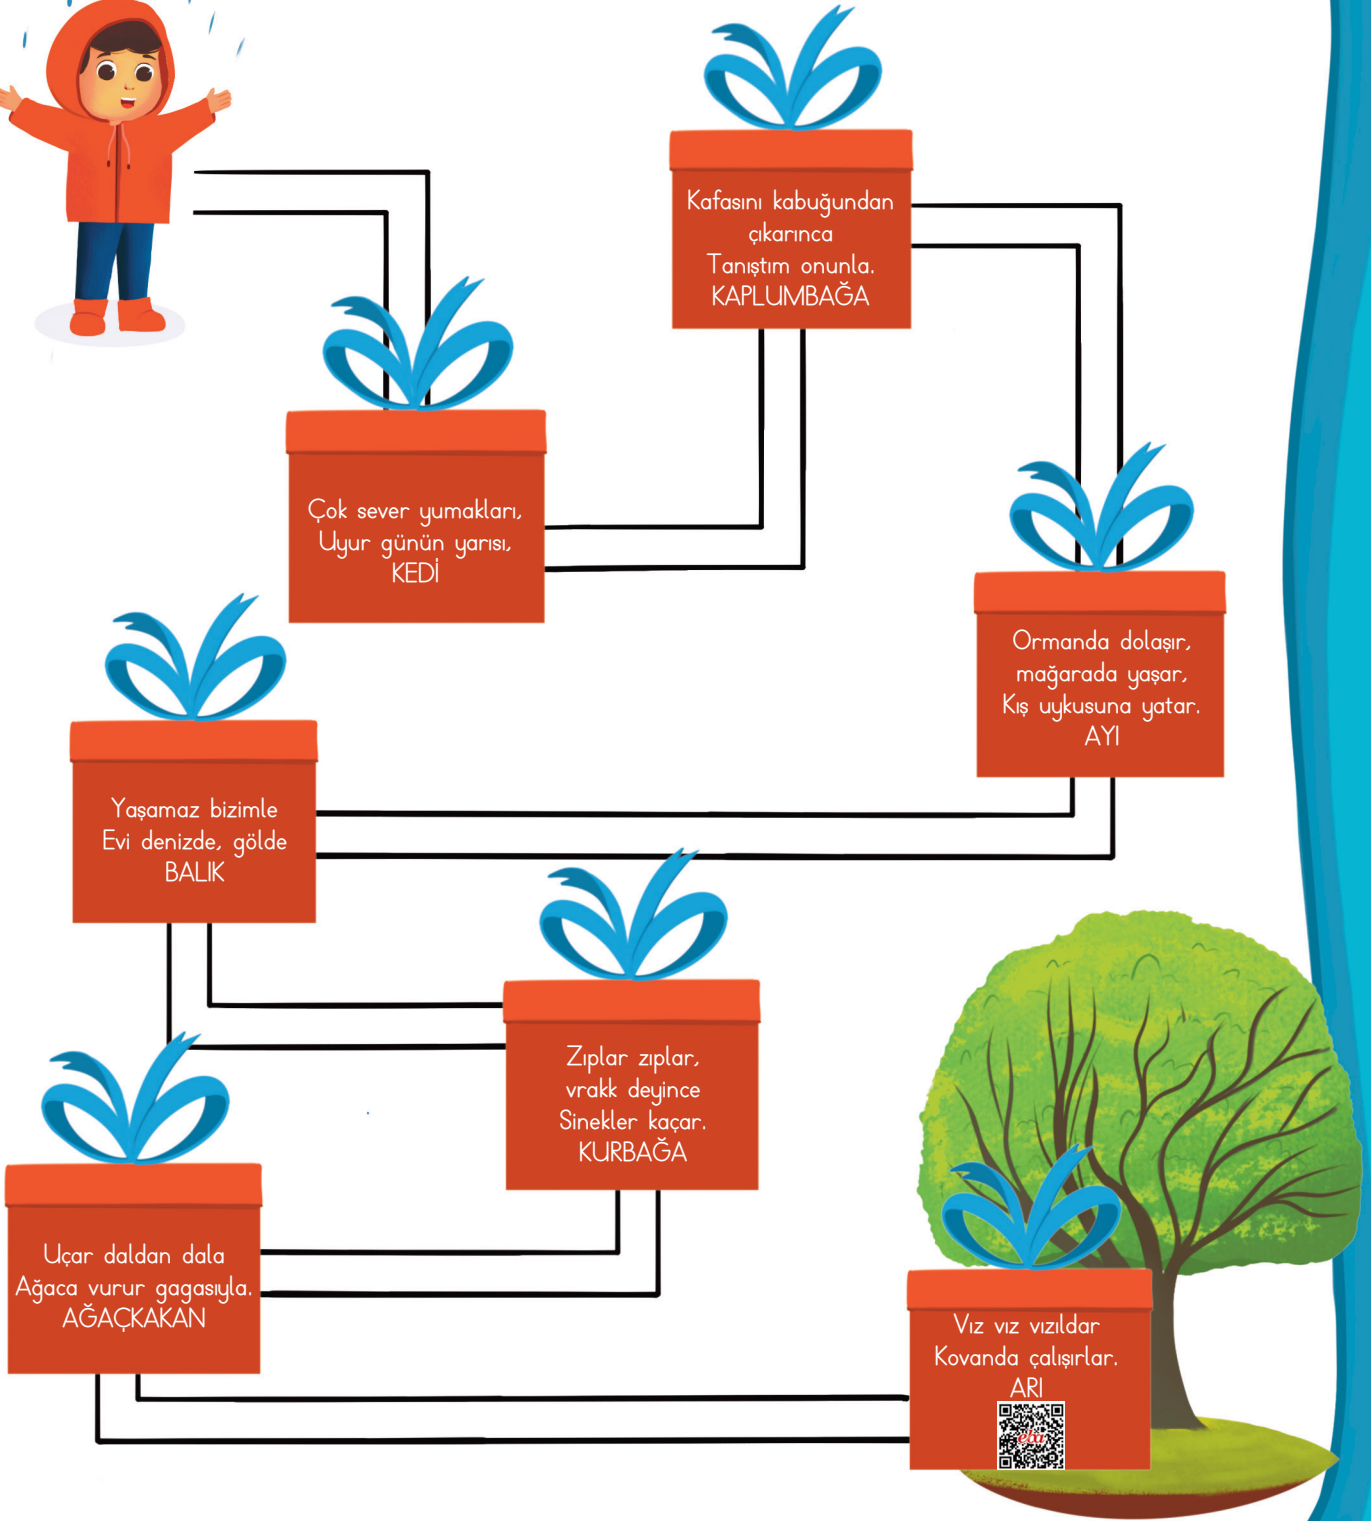 Kafasını kabuğundan
çıkarınca
Tanıştım onunla.
KAPLUMBAĞA
Çok sever yumakları,
Uyur günün yarısı,
KEDİ
Ormanda dolaşır,
mağarada yaşar,
Kış uykusuna yatar.
AYI
Yaşamaz bizimle
Evi denizde, gölde
BALIK
Zıplar zıplar,
vrakk deyince
Sinekler kaçar.
KURBAĞA
Uçar daldan dala
Ağaca vurur gagasıyla.
AĞAÇKAKAN
Vız vız vızıldar
Kovanda çalışırlar.
ARI
eba